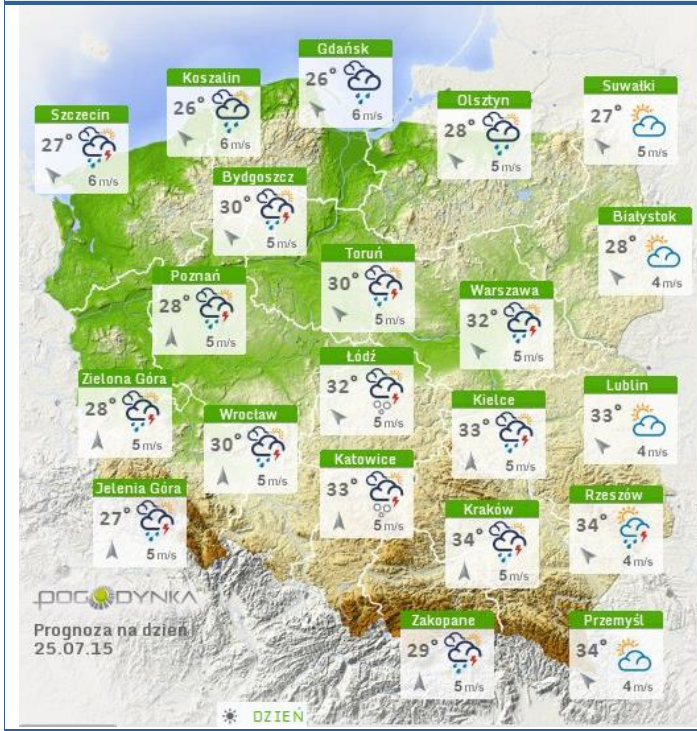 Gdańsk
26°
6 m/s
Koszalin
26°
6 m/s
Suwałki
27°
5 m/s
Olsztyn
28°
5 m/s
Szczecin
27°
6 m/s
Bydgoszcz
30°
5 m/s
Białystok
28°
4 m/s
Toruń
30°
5 m/s
Poznań
28°
5 m/s
Warszawa
32°
5 m/s
Łódź
32°
5 m/s
Zielona Góra
28°
5 m/s
Lublin
33°
4 m/s
Kielce
33°
5 m/s
Wrocław
30°
5 m/s
Katowice
33°
5 m/s
Jelenia Góra
27°
5 m/s
Rzeszów
34°
4 m/s
Kraków
34°
5 m/s
POGODYNKA
Prognoza na dzień
25.07.15
Zakopane
29°
5 m/s
Przemyśl
34°
4 m/s
DZIEŃ